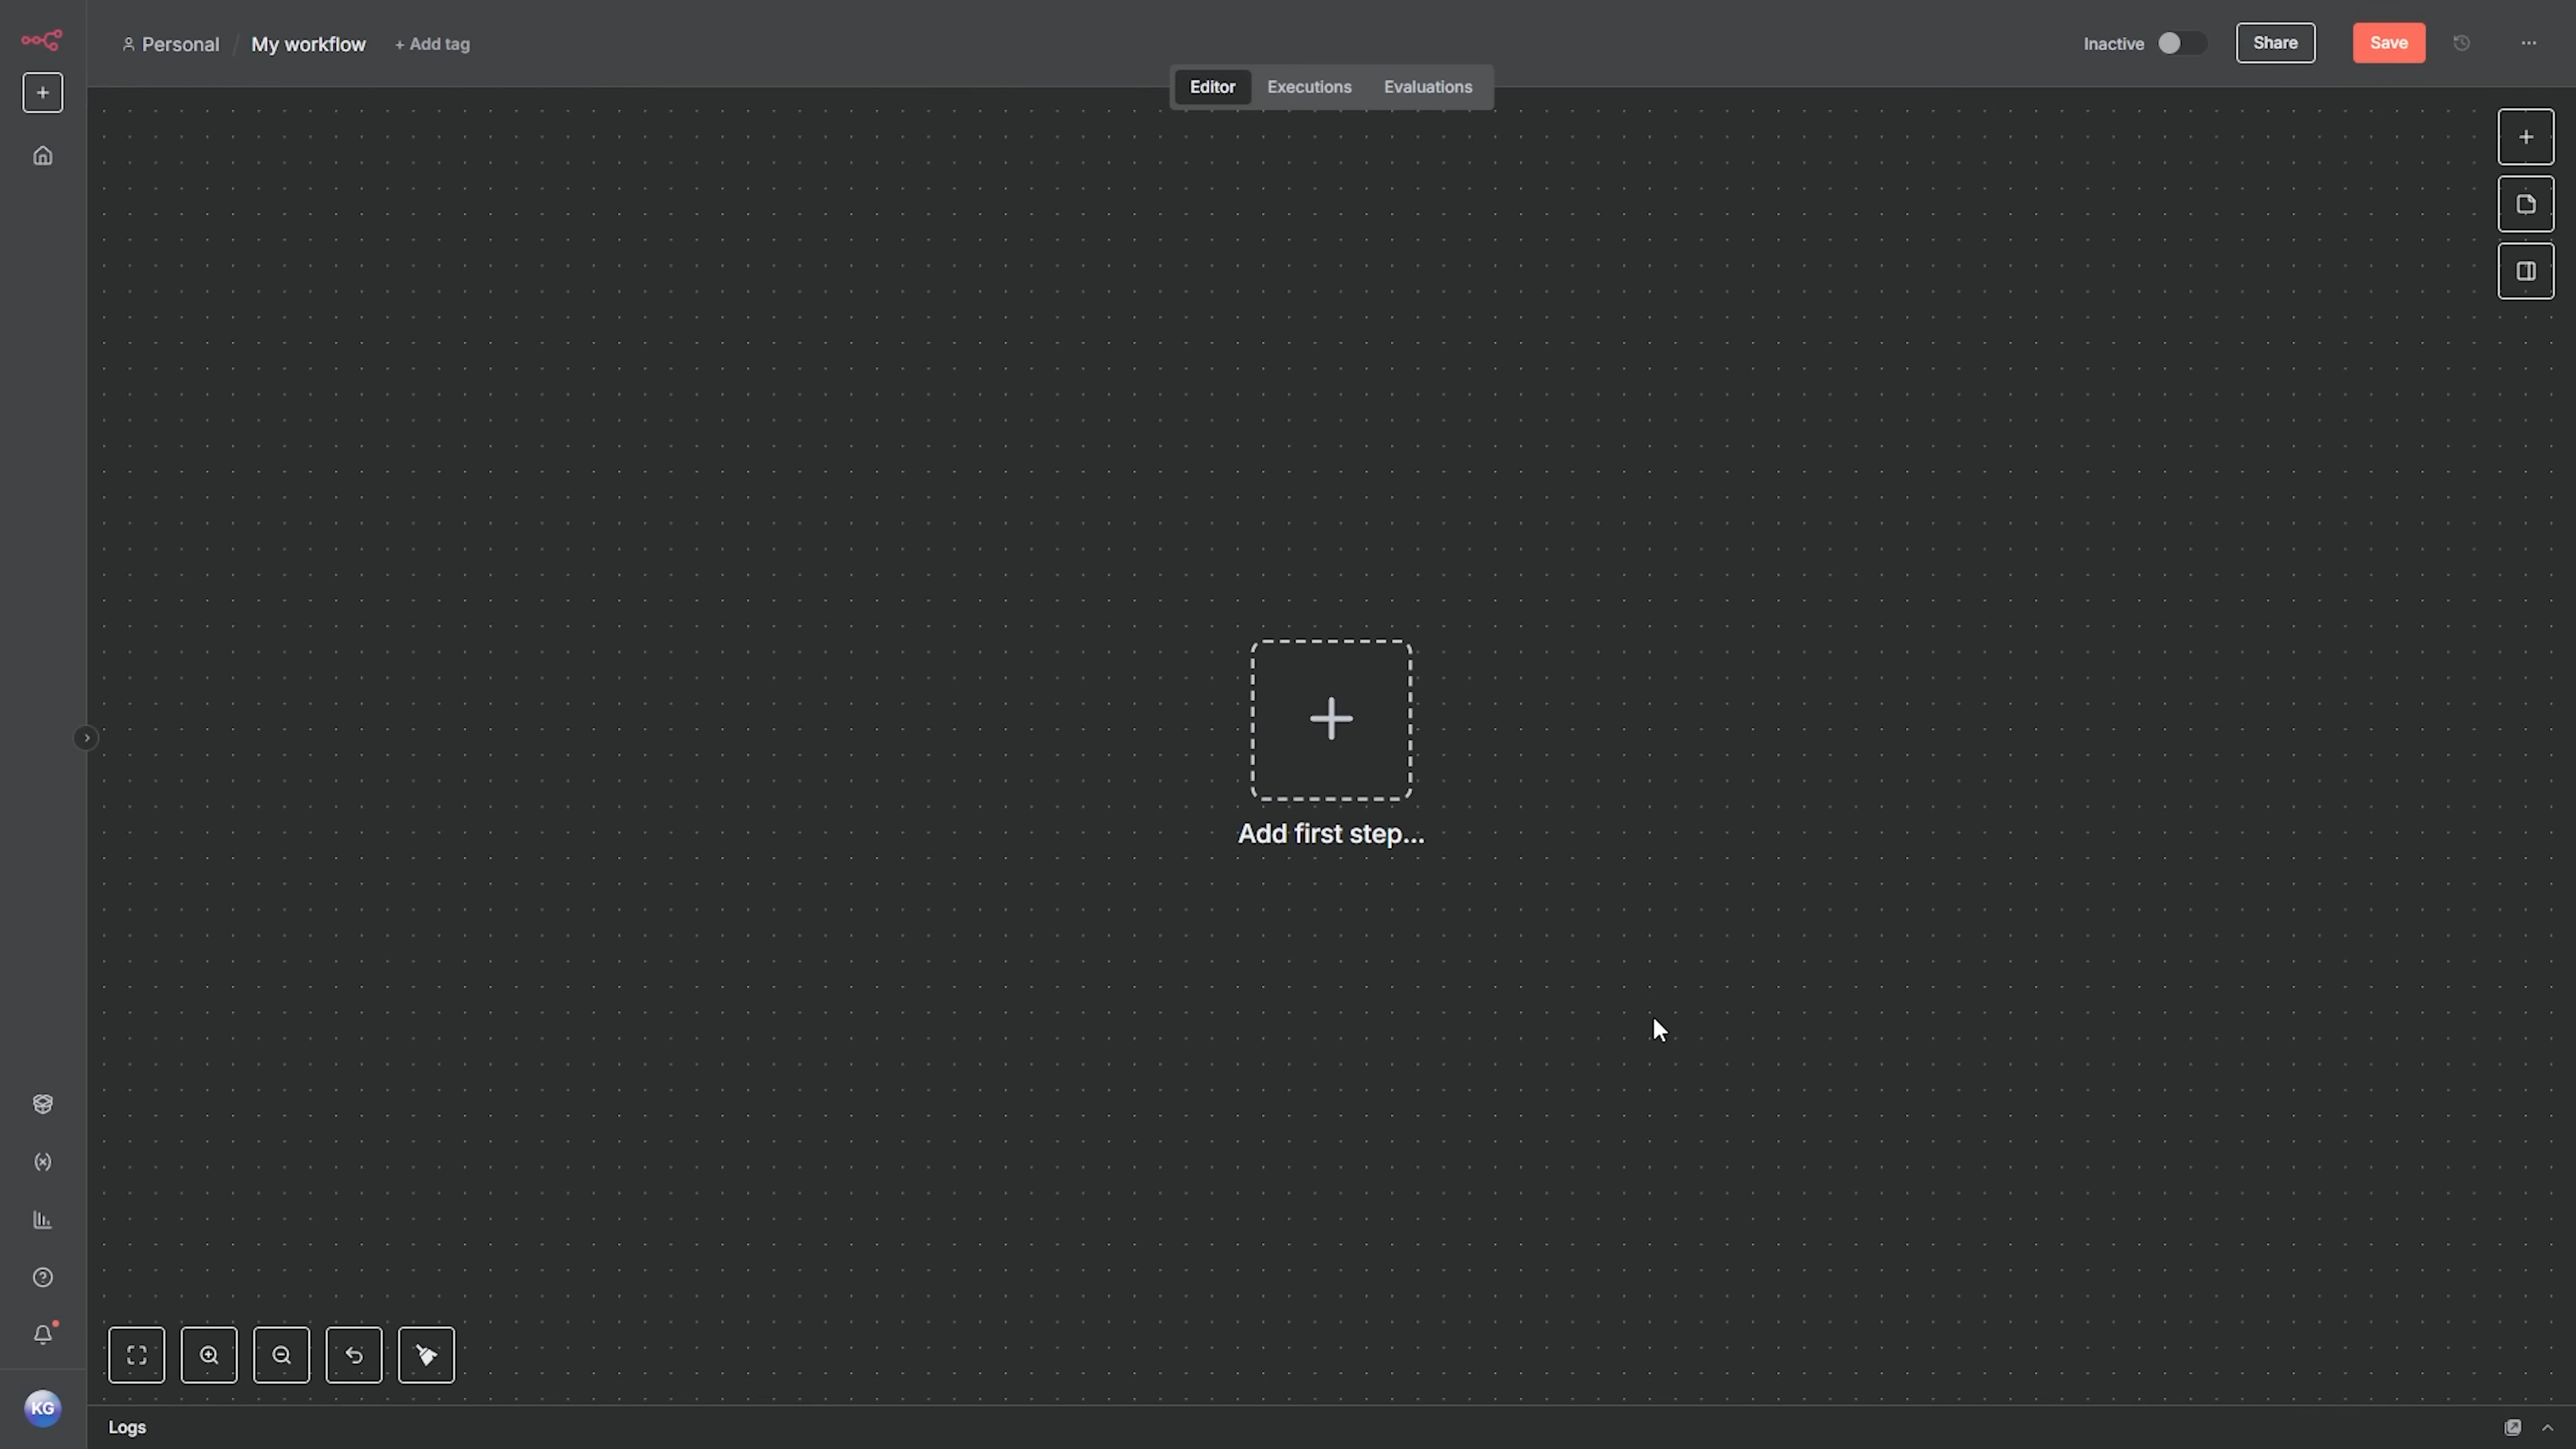 Personal / My workflow + Add tag
Inactive
Share
Save
Editor Executions Evaluations
Add first step...
KG
Logs